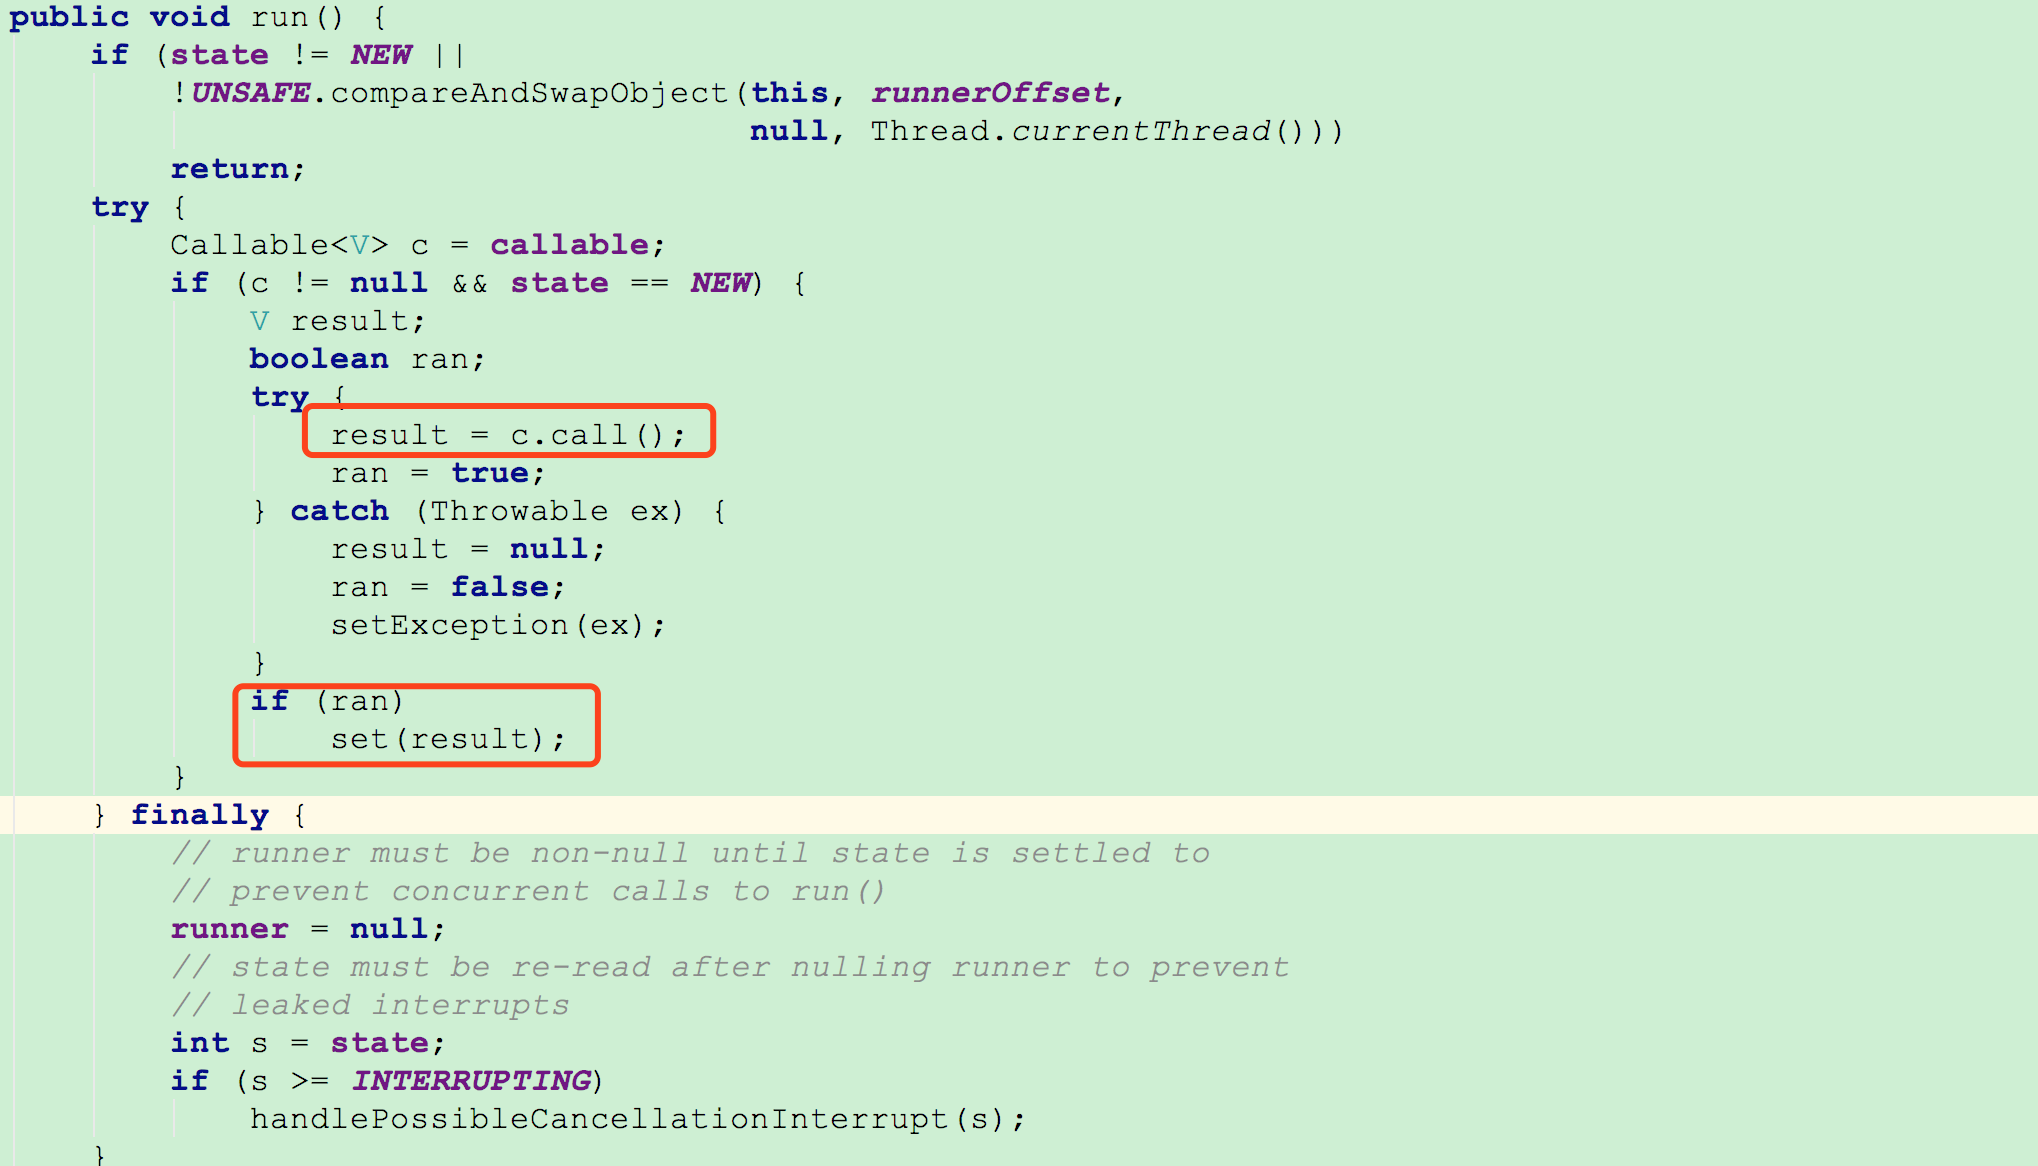 public void run() {
    if (state != NEW ||
        !UNSAFE.compareAndSwapObject(this, runnerOffset,
                                     null, Thread.currentThread()))
        return;
    try {
        Callable<V> c = callable;
        if (c != null && state == NEW) {
            V result;
            boolean ran;
            try {
                result = c.call();
                ran = true;
            } catch (Throwable ex) {
                result = null;
                ran = false;
                setException(ex);
            }
            if (ran)
                set(result);
        }
    } finally {
        // runner must be non-null until state is settled to
        // prevent concurrent calls to run()
        runner = null;
        // state must be re-read after nulling runner to prevent
        // leaked interrupts
        int s = state;
        if (s >= INTERRUPTING)
            handlePossibleCancellationInterrupt(s);
    }